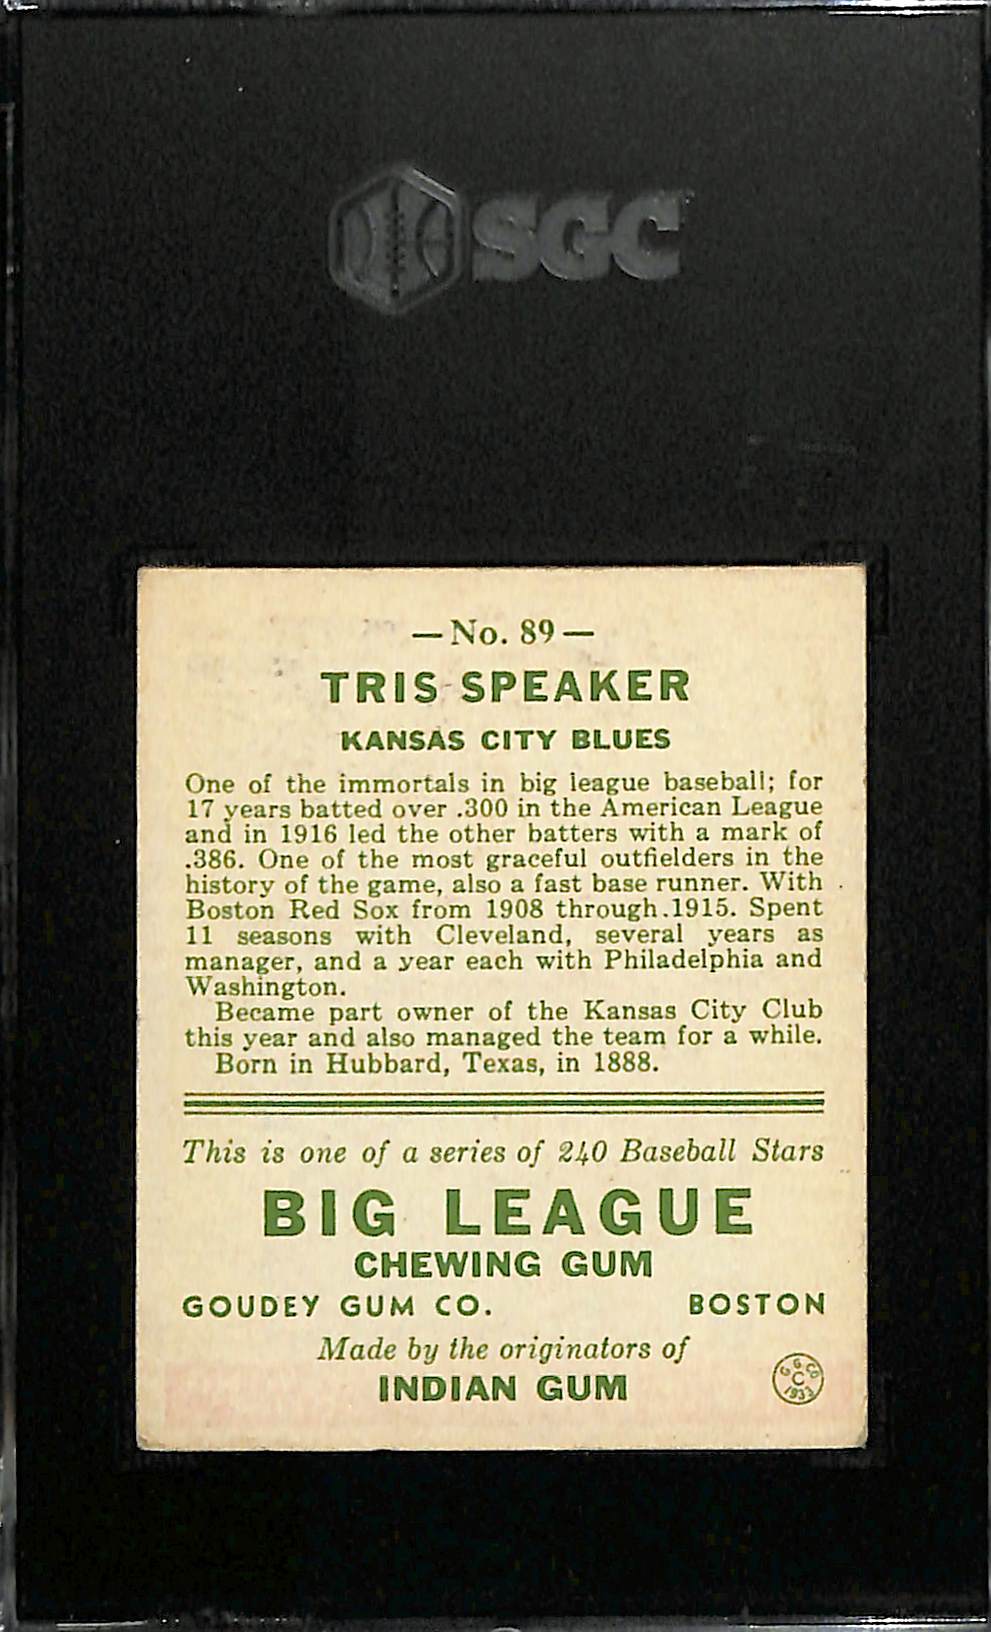 SGC
—No. 89—
TRIS SPEAKER
KANSAS CITY BLUES
One of the immortals in big league baseball; for
17 years batted over .300 in the American League
and in 1916 led the other batters with a mark of
.386. One of the most graceful outfielders in the
history of the game, also a fast base runner. With
Boston Red Sox from 1908 through 1915. Spent
11 seasons with Cleveland, several years as
manager, and a year each with Philadelphia and
Washington.
Became part owner of the Kansas City Club
this year and also managed the team for a while.
Born in Hubbard, Texas, in 1888.
This is one of a series of 240 Baseball Stars
BIG LEAGUE
CHEWING GUM
GOUDEY GUM CO. BOSTON
Made by the originators of
INDIAN GUM
G G CO
C
1933